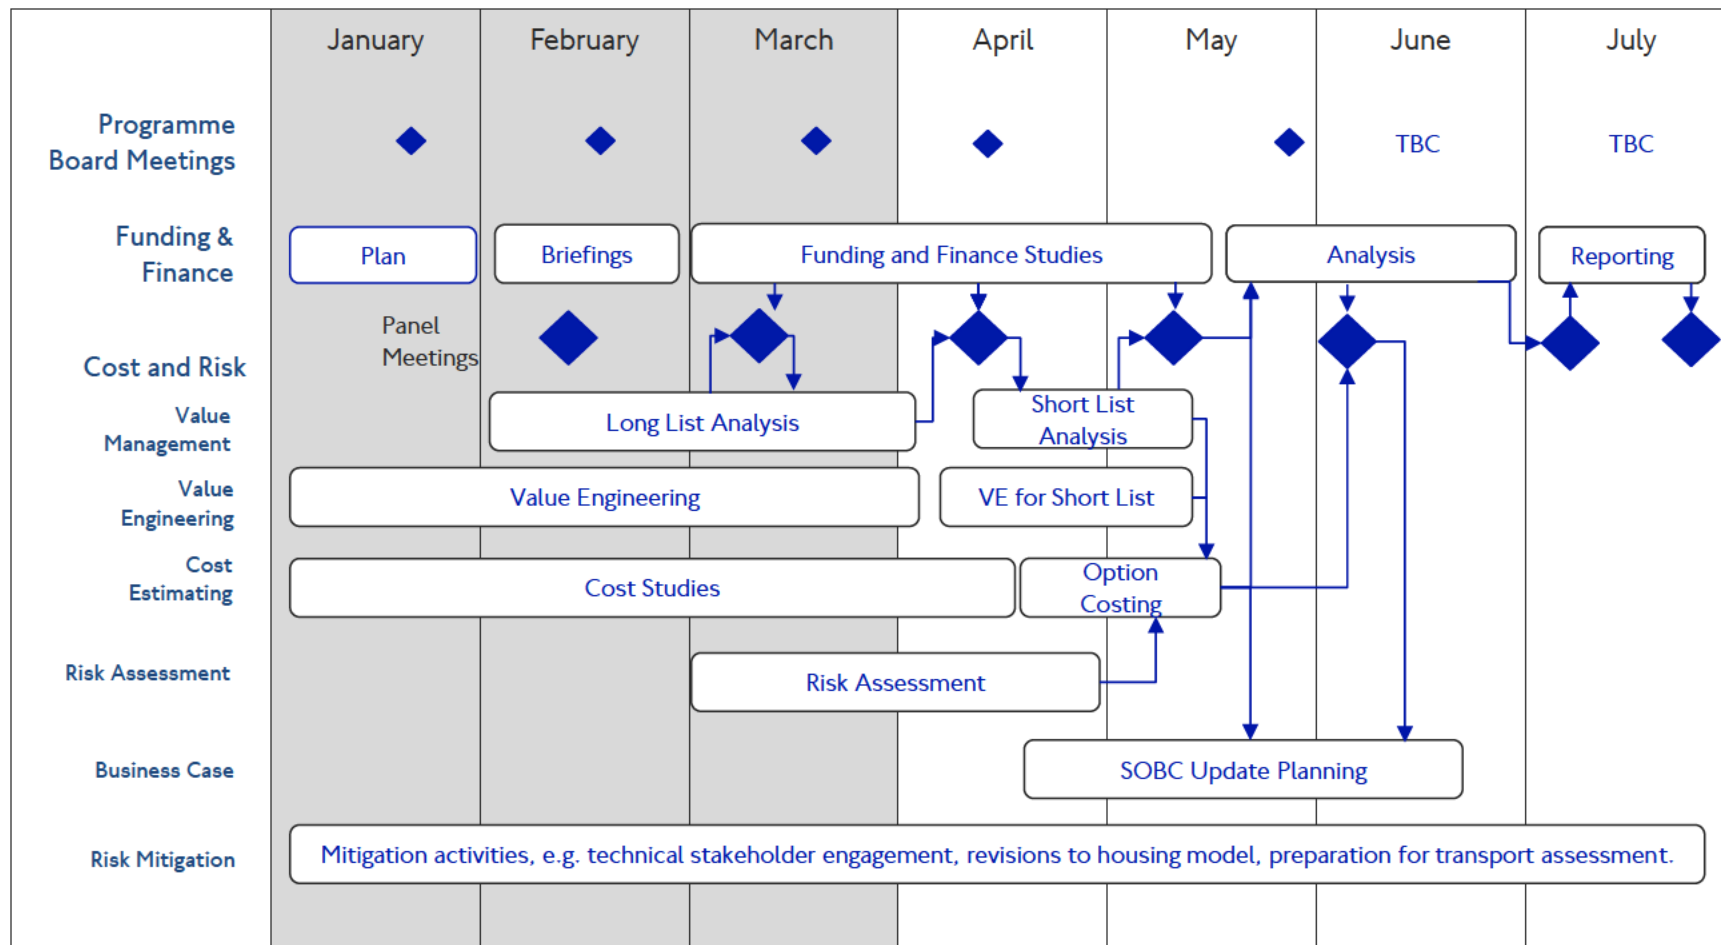 January
February
March
April
May
June
July
Programme
Board Meetings
TBC
TBC
Funding &
Finance
Plan
Briefings
Funding and Finance Studies
Analysis
Reporting
Panel
Meetings
Cost and Risk
Value
Management
Long List Analysis
Short List
Analysis
Value
Engineering
Value Engineering
VE for Short List
Cost
Estimating
Cost Studies
Option
Costing
Risk Assessment
Risk Assessment
Business Case
SOBC Update Planning
Risk Mitigation
Mitigation activities, e.g. technical stakeholder engagement, revisions to housing model, preparation for transport assessment.